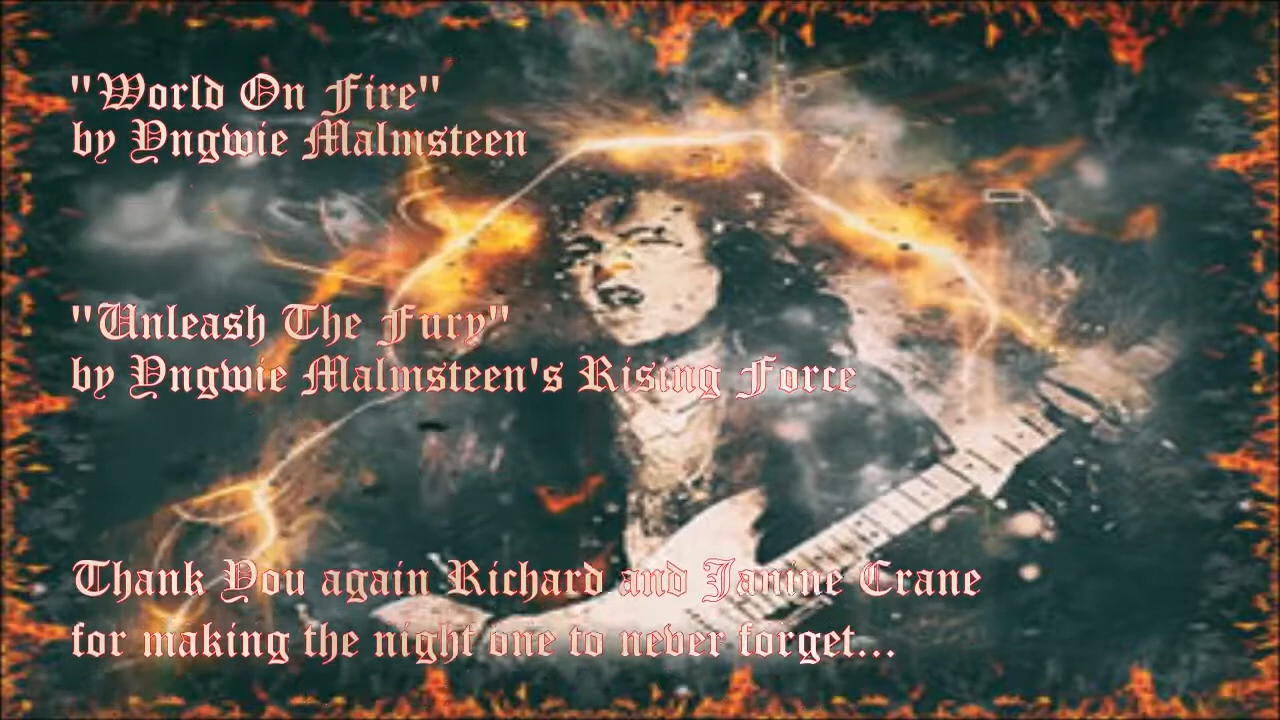 "World On Fire"
by Yngwie Malmsteen
"Unleash The Fury"
by Yngwie Malmsteen's Rising Force
Thank You again Richard and Janine Crane
for making the night one to never forget...